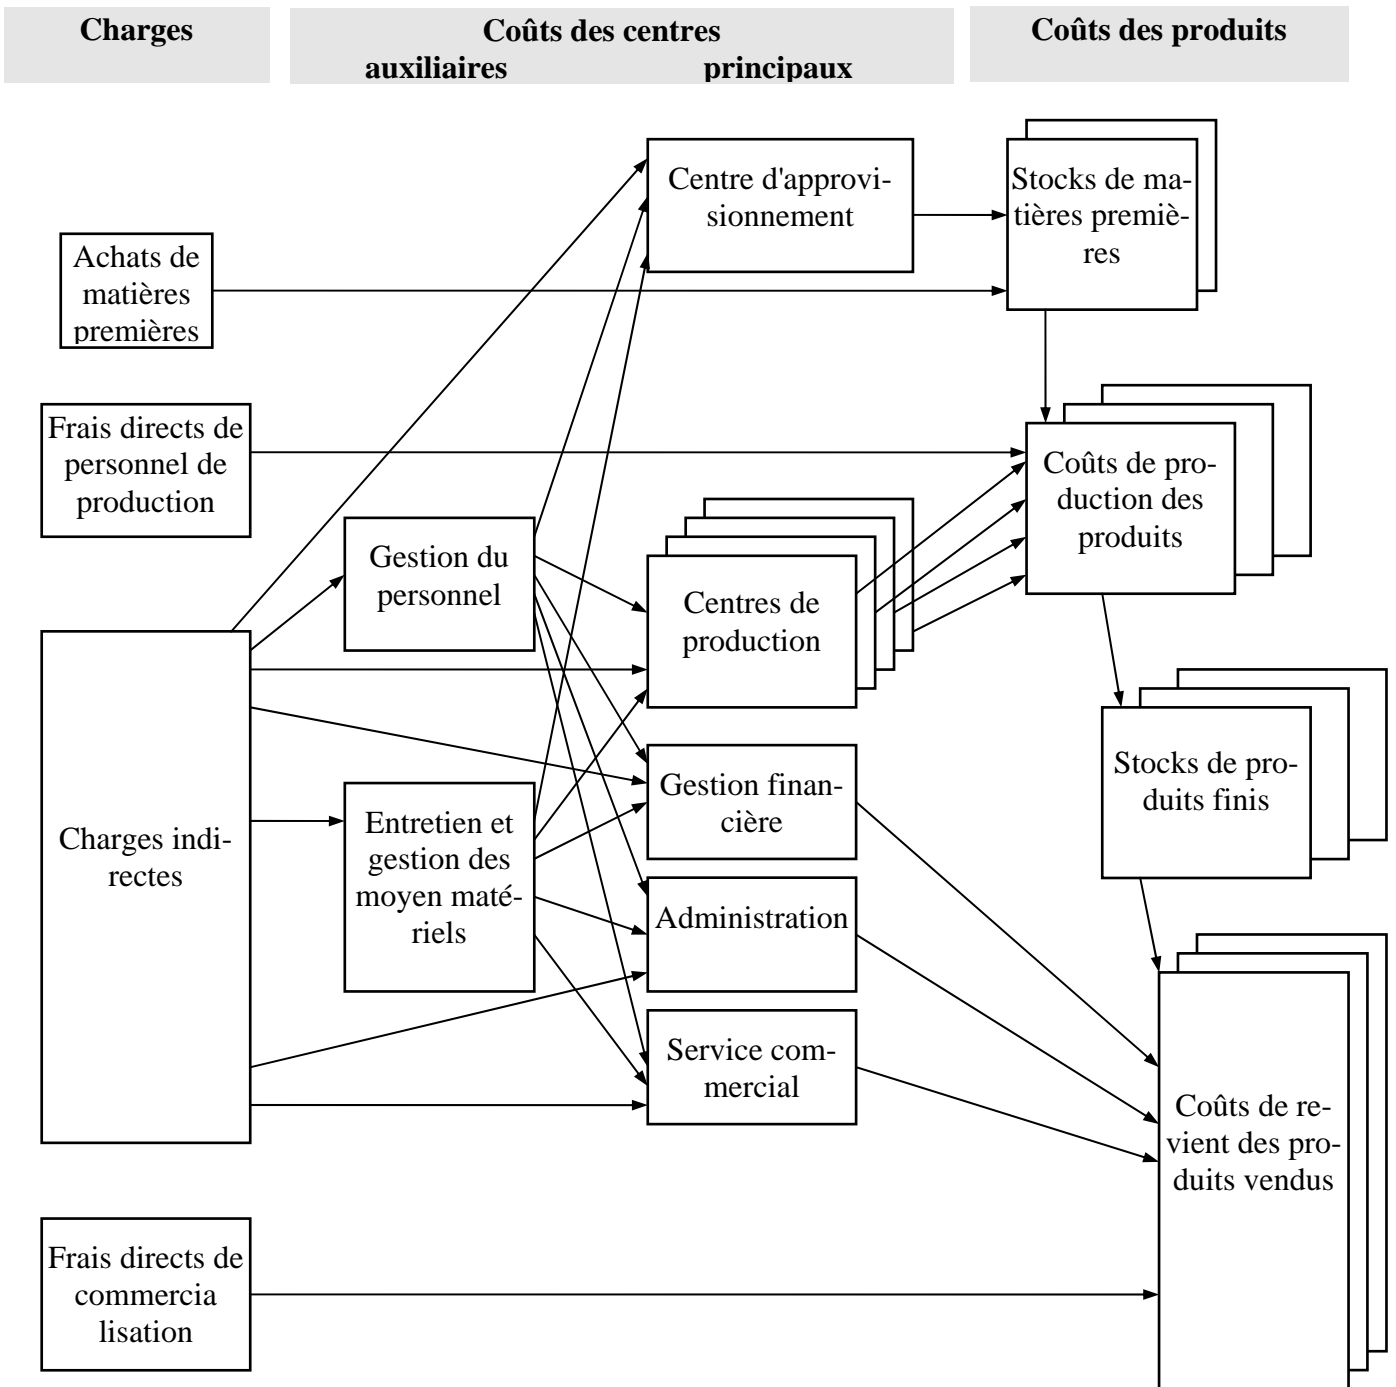 Charges
Coûts des centres
auxiliaires principaux
Coûts des produits
Centre d'approvi-
sionnement
Stocks de ma-
tières premiè-
res
Achats de
matières
premières
Frais directs de
personnel de
production
Coûts de pro-
duction des
produits
Gestion du
personnel
Centres de
production
Charges indi-
rectes
Entretien et
gestion des
moyen maté-
riels
Gestion finan-
cière
Stocks de pro-
duits finis
Administration
Service com-
mercial
Coûts de re-
vient des pro-
duits vendus
Frais directs de
commercia
lisation